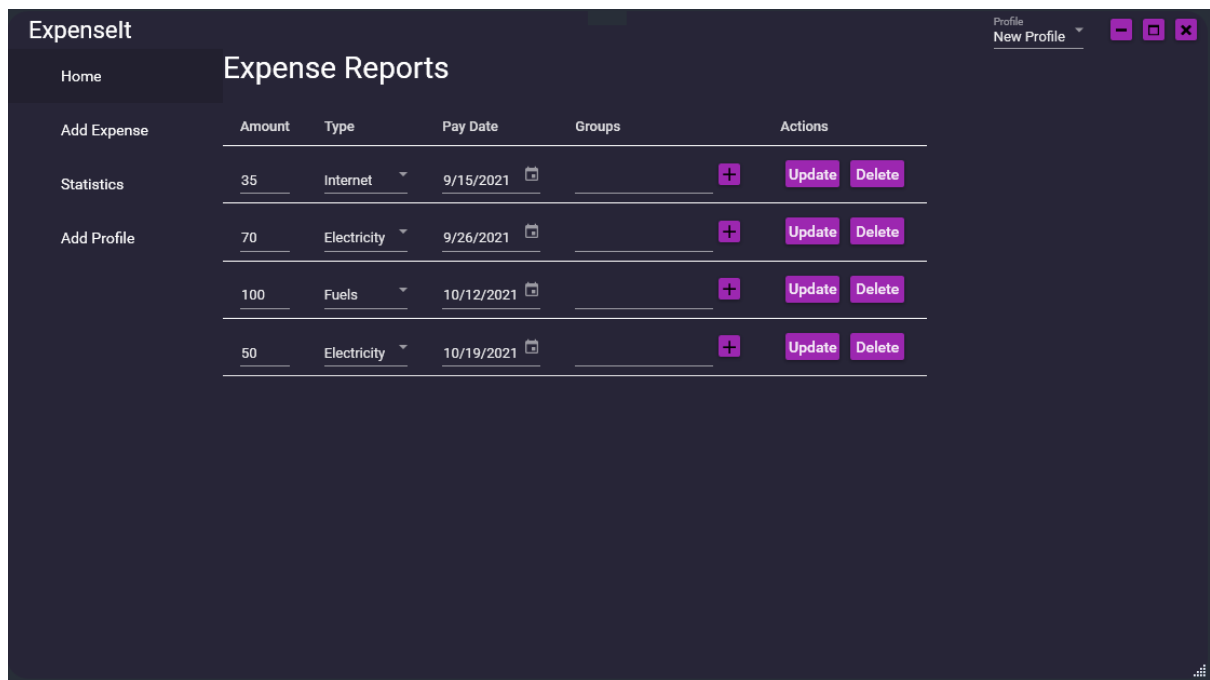 ExpenseIt
Profile
New Profile
Home
Add Expense
Statistics
Add Profile
Expense Reports
Amount Type Pay Date Groups Actions
35 Internet 9/15/2021 Update Delete
70 Electricity 9/26/2021 Update Delete
100 Fuels 10/12/2021 Update Delete
50 Electricity 10/19/2021 Update Delete